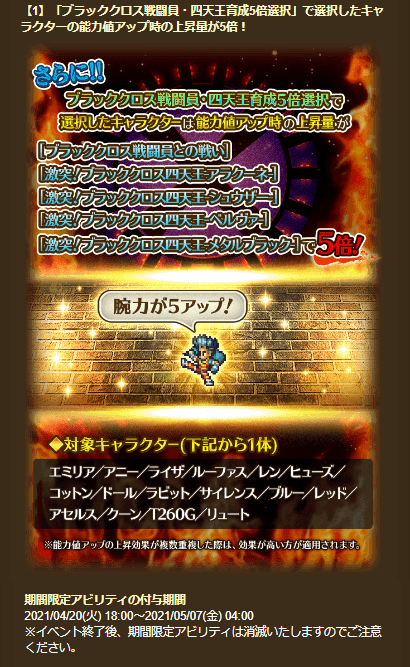 【1】「ブラッククロス戦闘員・四天王育成5倍選択」で選択したキャ
ラクターの能力値アップ時の上昇量が5倍！
さらに!!
ブラッククロス戦闘員・四天王育成5倍選択で
選択したキャラクターは能力値アップ時の上昇量が
[ブラッククロス戦闘員との戦い]
[激突！ブラッククロス四天王-アラクーネ-]
[激突！ブラッククロス四天王-シュウザー-]
[激突！ブラッククロス四天王-ベルヴァ-]
[激突！ブラッククロス四天王-メタルブラック-]で5倍!
腕力が5アップ！
◆対象キャラクター(下記から1体)
エミリア／アニー／ライザ／ルーファス／レン／ヒューズ／
コットン／ドール／ラビット／サイレンス／ブルー／レッド／
アセルス／クーン／T260G／リュート
※能力値アップの上昇効果が複数重複した際は、効果が高い方が適用されます。
期間限定アビリティの付与期間
2021/04/20(火) 18:00～2021/05/07(金) 04:00
※イベント終了後、期間限定アビリティは消滅いたしますのでご注意
ください。